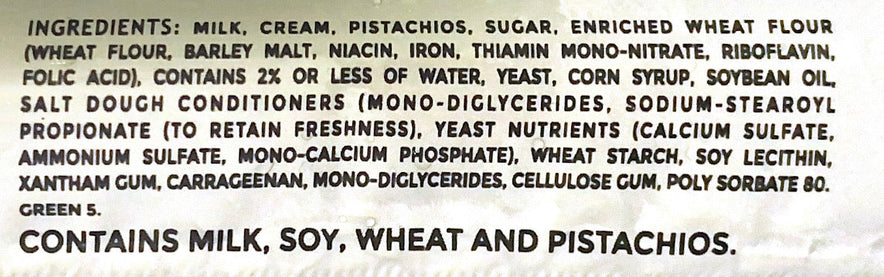 INGREDIENTS: MILK, CREAM, PISTACHIOS, SUGAR, ENRICHED WHEAT FLOUR
(WHEAT FLOUR, BARLEY MALT, NIACIN, IRON, THIAMIN MONO-NITRATE, RIBOFLAVIN,
FOLIC ACID), CONTAINS 2% OR LESS OF WATER, YEAST, CORN SYRUP, SOYBEAN OIL,
SALT DOUGH CONDITIONERS (MONO-DIGLYCERIDES, SODIUM-STEAROYL
PROPIONATE (TO RETAIN FRESHNESS), YEAST NUTRIENTS (CALCIUM SULFATE,
AMMONIUM SULFATE, MONO-CALCIUM PHOSPHATE), WHEAT STARCH, SOY LECITHIN,
XANTHAM GUM, CARRAGEENAN, MONO-DIGLYCERIDES, CELLULOSE GUM, POLY SORBATE 80.
GREEN 5.
CONTAINS MILK, SOY, WHEAT AND PISTACHIOS.